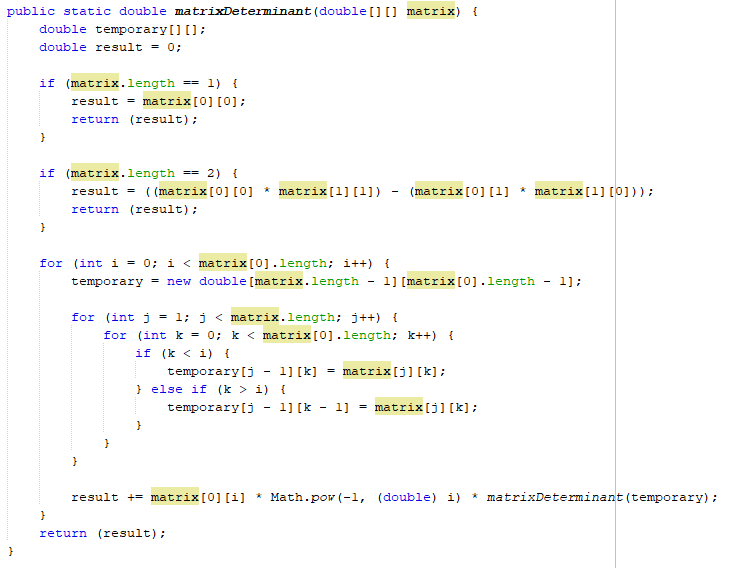 public static double matrixDeterminant(double[][] matrix) {
    double temporary[][];
    double result = 0;

    if (matrix.length == 1) {
        result = matrix[0][0];
        return (result);
    }

    if (matrix.length == 2) {
        result = ((matrix[0][0] * matrix[1][1]) - (matrix[0][1] * matrix[1][0]));
        return (result);
    }

    for (int i = 0; i < matrix[0].length; i++) {
        temporary = new double[matrix.length - 1][matrix[0].length - 1];

        for (int j = 1; j < matrix.length; j++) {
            for (int k = 0; k < matrix[0].length; k++) {
                if (k < i) {
                    temporary[j - 1][k] = matrix[j][k];
                } else if (k > i) {
                    temporary[j - 1][k - 1] = matrix[j][k];
                }
            }
        }

        result += matrix[0][i] * Math.pow(-1, (double) i) * matrixDeterminant(temporary);
    }
    return (result);
}